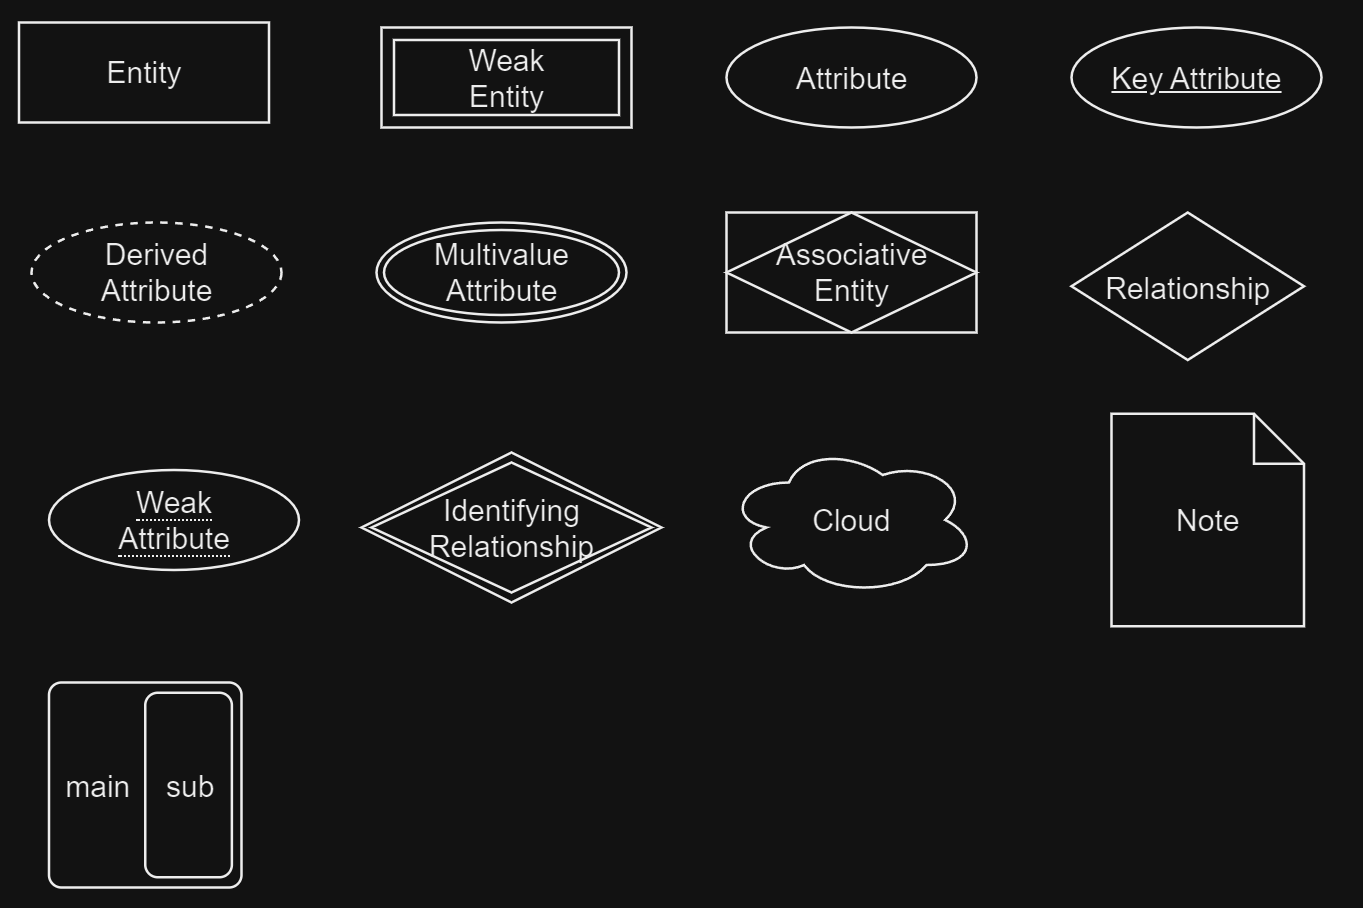 Entity
Weak
Entity
Attribute
Key Attribute
Derived
Attribute
Multivalue
Attribute
Associative
Entity
Relationship
Weak
Attribute
Identifying
Relationship
Cloud
Note
main
sub